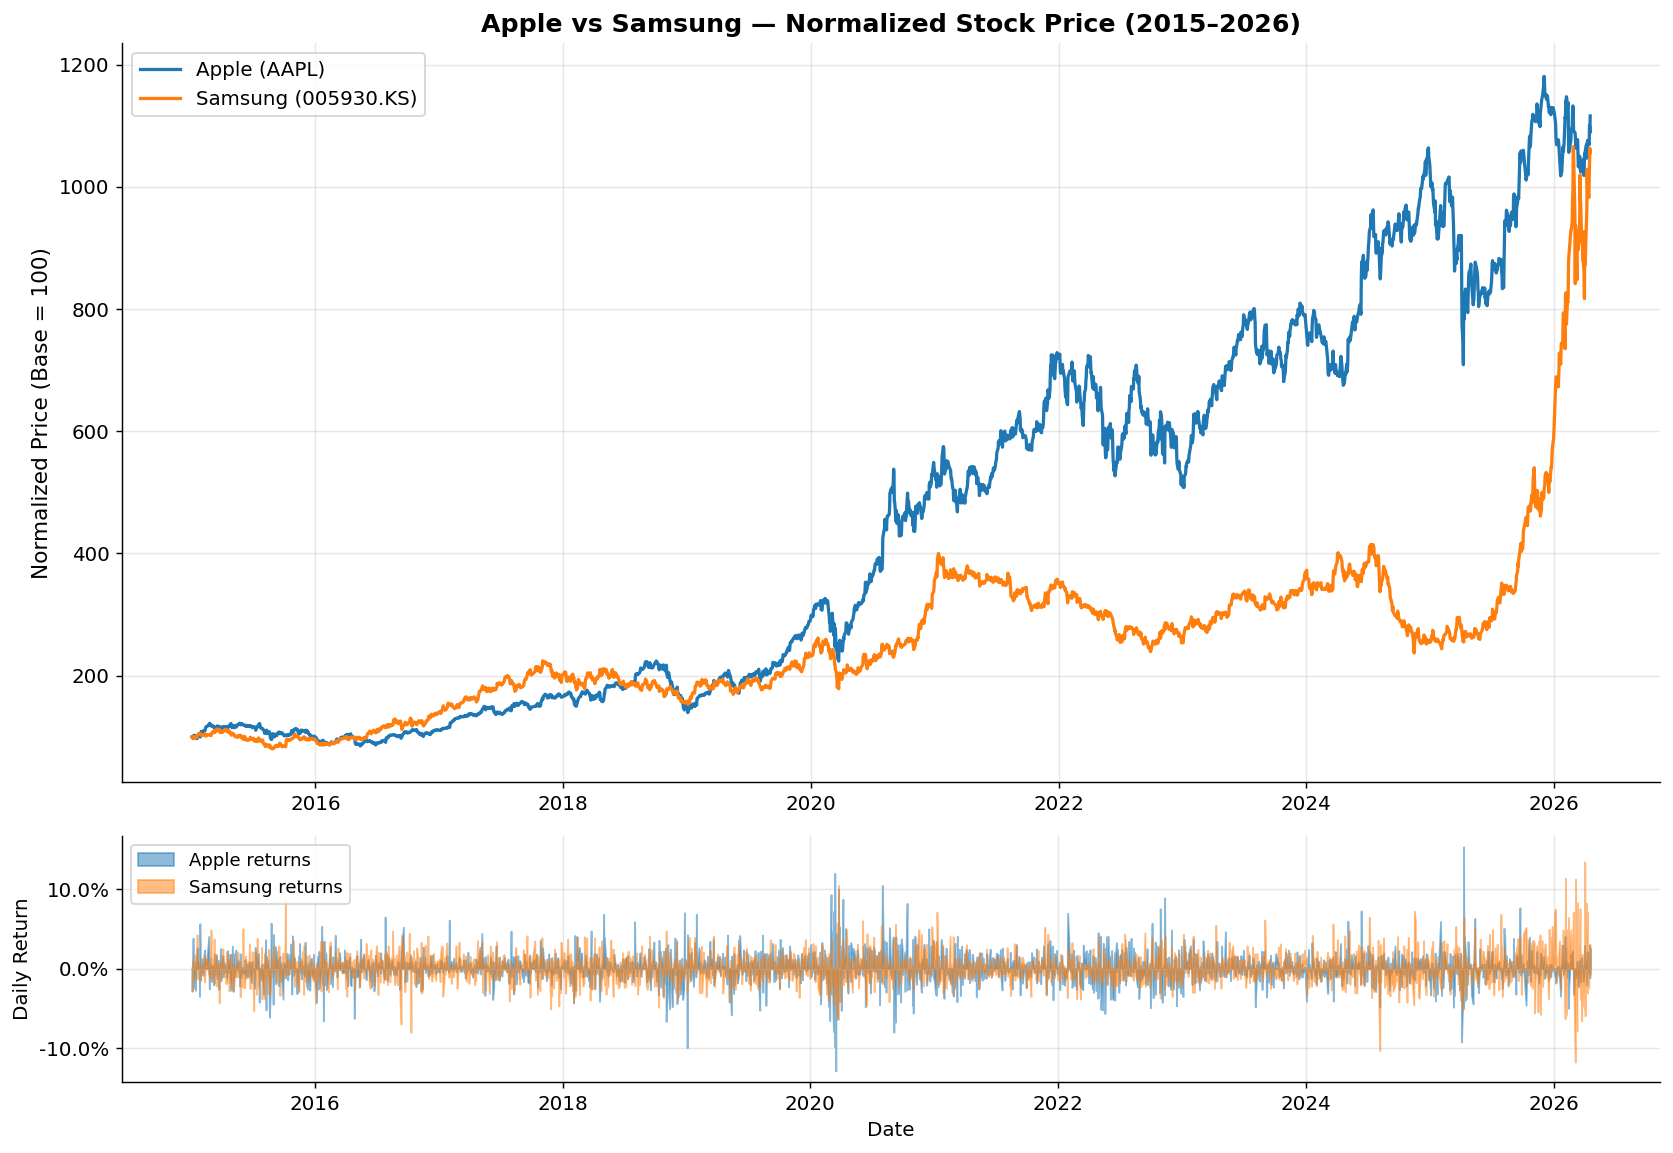 Apple vs Samsung — Normalized Stock Price (2015–2026)
Apple (AAPL)
Samsung (005930.KS)
Normalized Price (Base = 100)
1200
1000
800
600
400
200
2016
2018
2020
2022
2024
2026
Apple returns
Samsung returns
Daily Return
10.0%
0.0%
-10.0%
2016
2018
2020
2022
2024
2026
Date